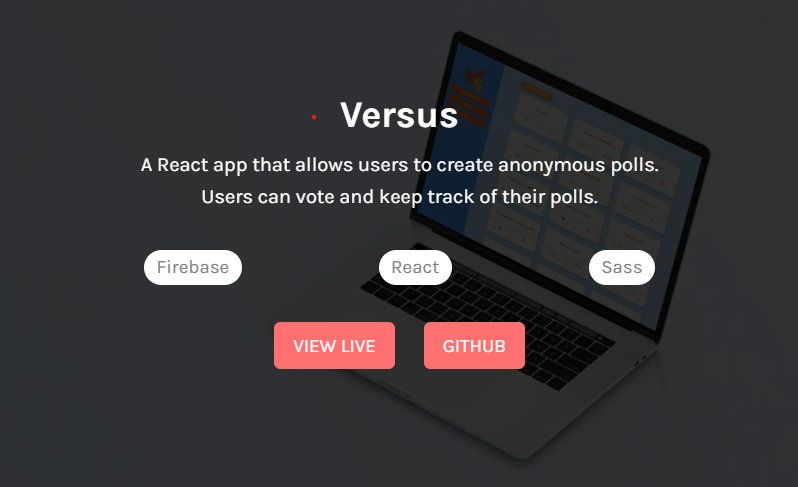 Versus
A React app that allows users to create anonymous polls.
Users can vote and keep track of their polls.
Firebase React Sass
VIEW LIVE GITHUB